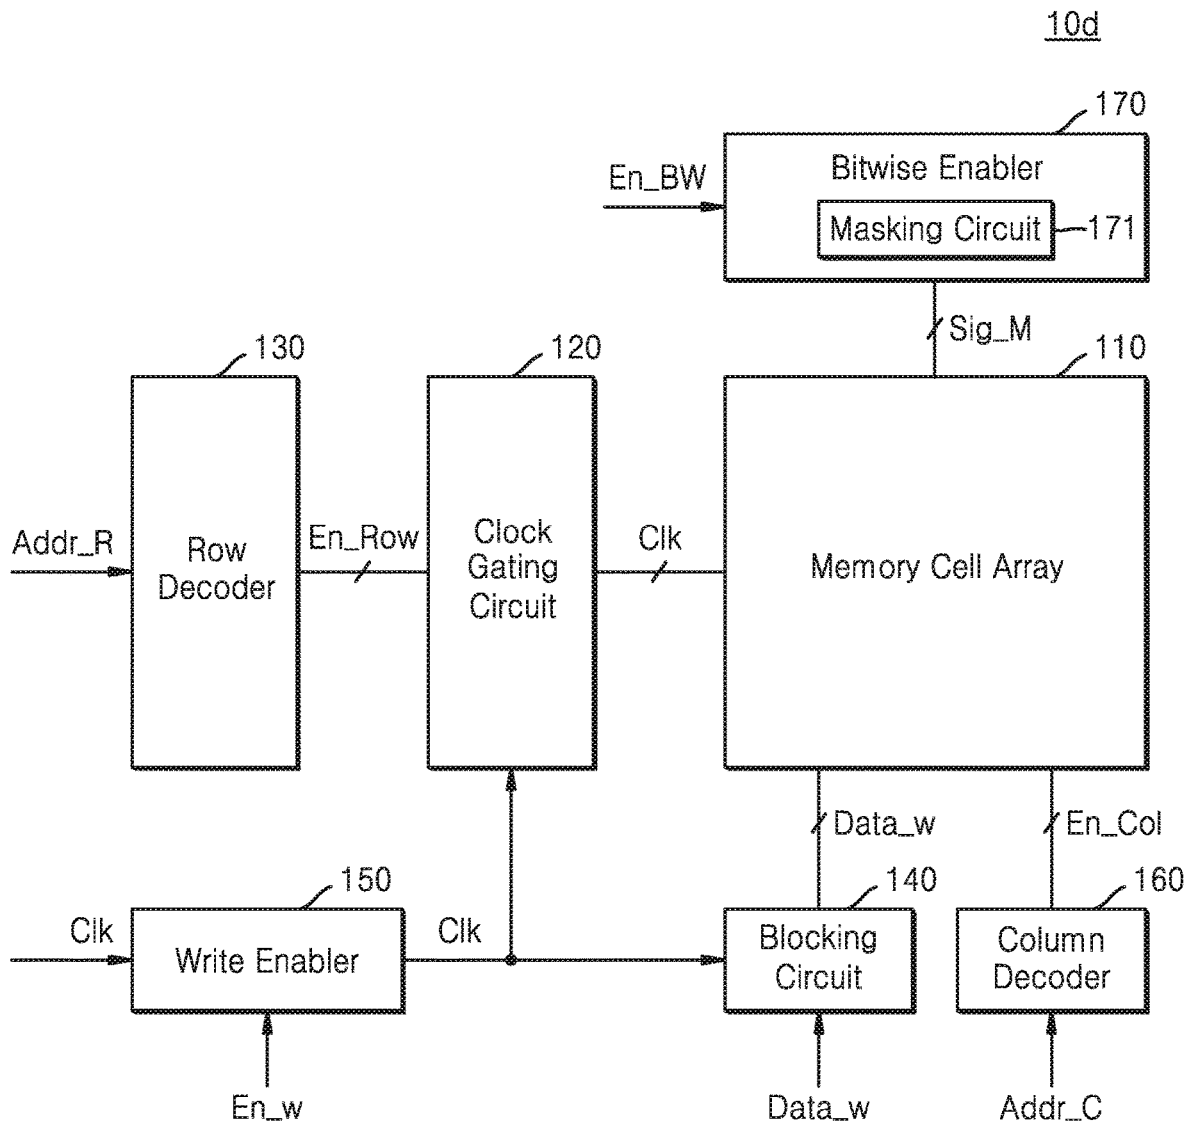 10d
170
Bitwise Enabler
En_BW
Masking Circuit
171
Sig_M
130
120
110
Addr_R
Row
Decoder
En_Row
Clock
Gating
Circuit
Clk
Memory Cell Array
Data_w
En_Col
150
140
160
Clk
Write Enabler
Clk
Blocking
Circuit
Column
Decoder
En_w
Data_w
Addr_C